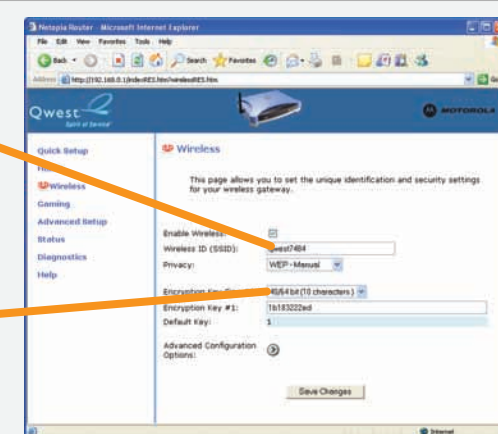 Netopia Router - Microsoft Internet Explorer
File Edit View Favorites Tools Help
Back Search Favorites
Address http://192.168.0.1/indexRES.htm?wirelessRES.htm Go
Qwest
Spirit of Service
MOTOROLA
Quick Setup
Wireless
Gaming
Advanced Setup
Status
Diagnostics
Help
Wireless
This page allows you to set the unique identification and security settings
for your wireless gateway.
Enable Wireless:
Wireless ID (SSID): qwest7484
Privacy: WEP - Manual
Encryption Key 40/64 bit (10 characters)
Encryption Key #1: 1b183222ed
Default Key: 1
Advanced Configuration
Options:
Save Changes
Internet